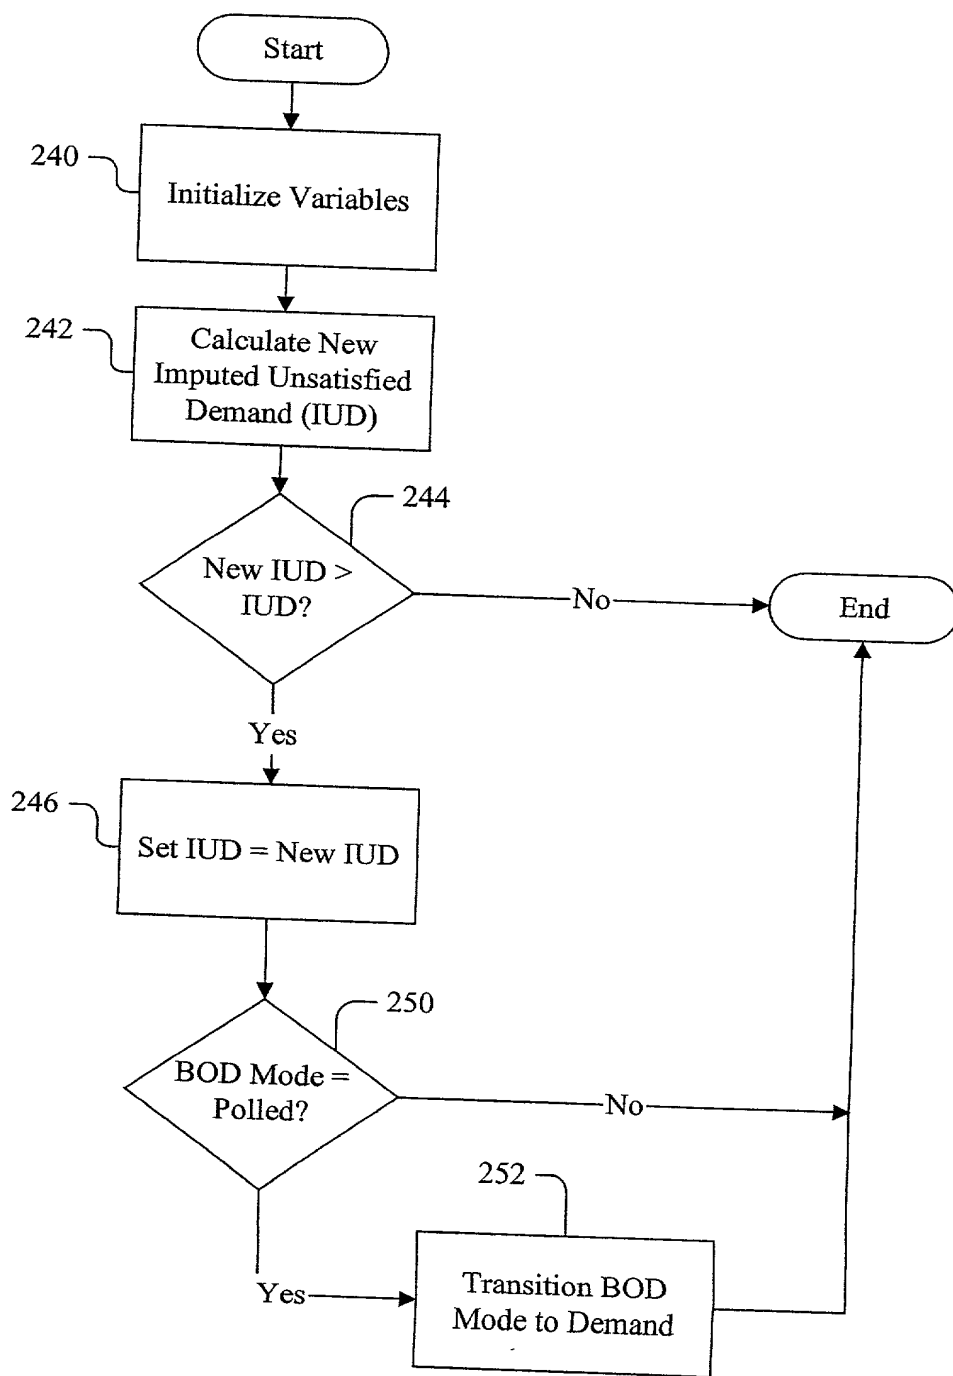 Start
240
Initialize Variables
242
Calculate New
Imputed Unsatisfied
Demand (IUD)
244
New IUD >
IUD?
No
End
Yes
246
Set IUD = New IUD
250
BOD Mode =
Polled?
No
252
Yes
Transition BOD
Mode to Demand